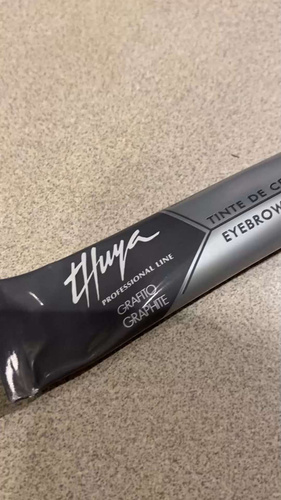 thuya
PROFESSIONAL LINE
GRAFITO
GRAPHITE
TINTE DE
EYEBROW